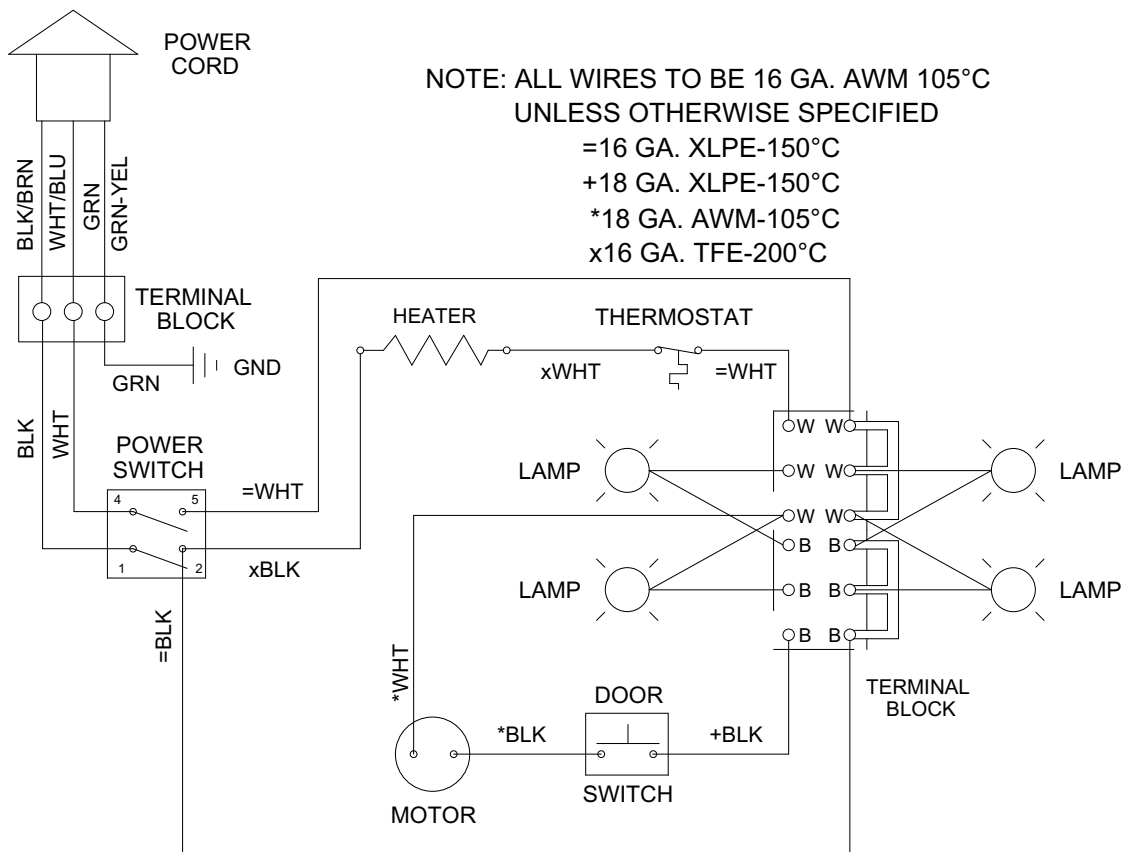 POWER
CORD
NOTE: ALL WIRES TO BE 16 GA. AWM 105°C
UNLESS OTHERWISE SPECIFIED
=16 GA. XLPE-150°C
+18 GA. XLPE-150°C
*18 GA. AWM-105°C
x16 GA. TFE-200°C
BLK/BRN
WHT/BLU
GRN
GRN-YEL
TERMINAL
BLOCK
GRN
GND
BLK
WHT
HEATER
THERMOSTAT
xWHT
=WHT
POWER
SWITCH
4 5
1 2
=WHT
xBLK
=BLK
W W
W W
W W
B B
B B
B B
LAMP
LAMP
LAMP
LAMP
TERMINAL
BLOCK
*WHT
MOTOR
*BLK
DOOR
SWITCH
+BLK